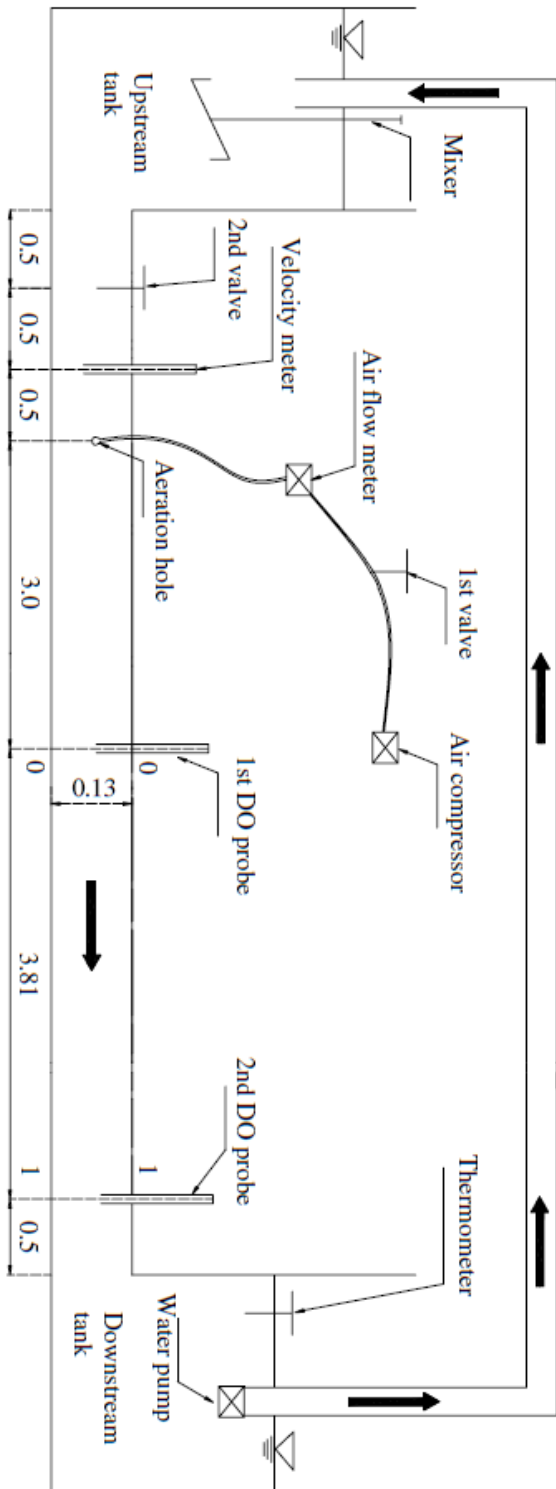 Mixer
Upstream
tank
2nd valve
Velocity meter
Air flow meter
1st valve
Air compressor
Aeration hole
1st DO probe
2nd DO probe
Thermometer
Water pump
Downstream
tank
0
1
0.13
0.5
0.5
0.5
3.0
0
3.81
1
0.5